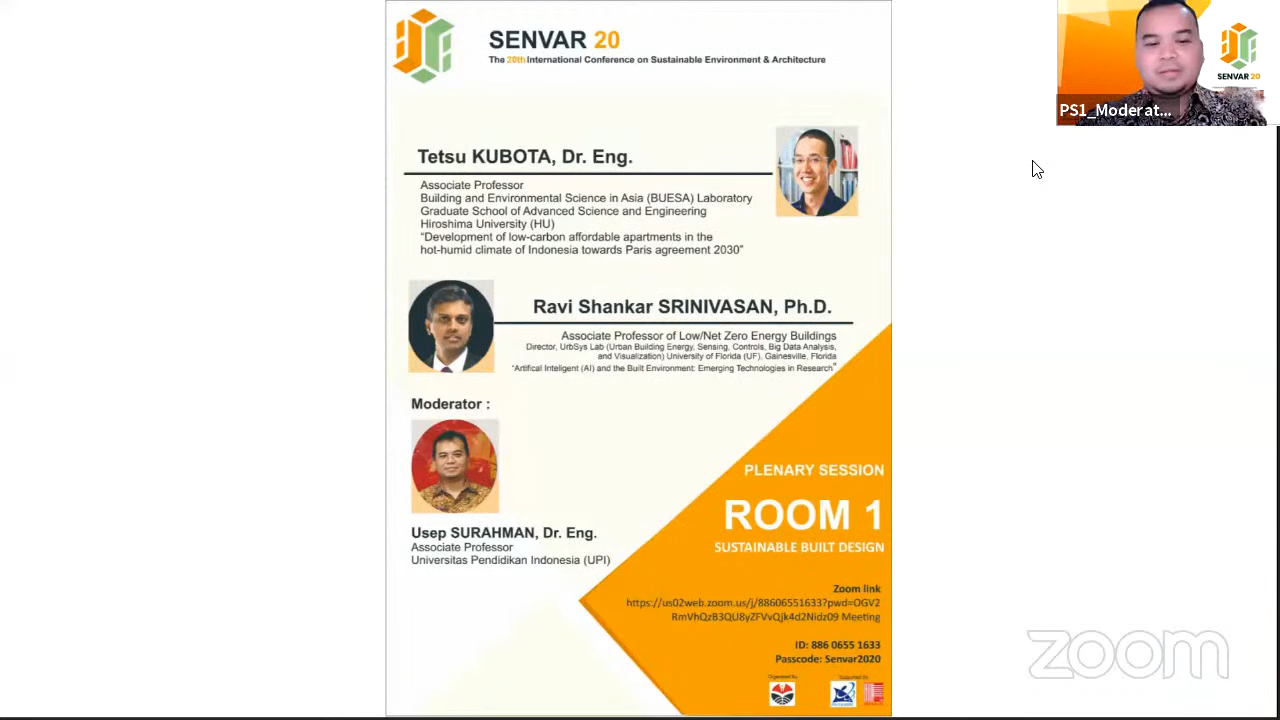 SENVAR 20
The 20th International Conference on Sustainable Environment & Architecture
Tetsu KUBOTA, Dr. Eng.
Associate Professor
Building and Environmental Science in Asia (BUESA) Laboratory
Graduate School of Advanced Science and Engineering
Hiroshima University (HU)
“Development of low-carbon affordable apartments in the
hot-humid climate of Indonesia towards Paris agreement 2030”
Ravi Shankar SRINIVASAN, Ph.D.
Associate Professor of Low/Net Zero Energy Buildings
Director, UrbSys Lab (Urban Building Energy, Sensing, Controls, Big Data Analysis,
and Visualization) University of Florida (UF), Gainesville, Florida
“Artifical Inteligent (AI) and the Built Environment: Emerging Technologies in Research”
Moderator :
Usep SURAHMAN, Dr. Eng.
Associate Professor
Universitas Pendidikan Indonesia (UPI)
PLENARY SESSION
ROOM 1
SUSTAINABLE BUILT DESIGN
Zoom link
https://us02web.zoom.us/j/88606551633?pwd=OGV2
RmVhQzB3QU8yZFVvQjk4d2Nidz09 Meeting
ID: 886 0655 1633
Passcode: Senvar2020
Organized By
Supported By
SENVAR 20
PS1_Moderat...
zoom